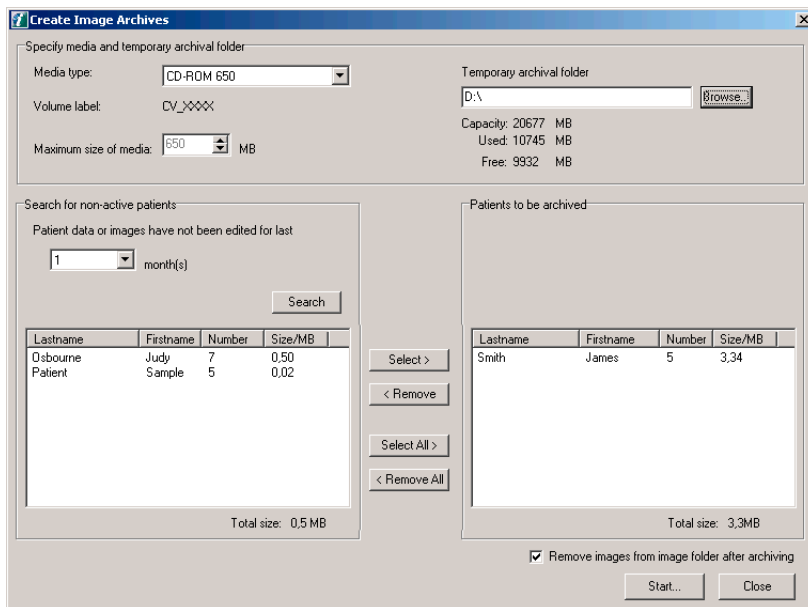 Create Image Archives
Specify media and temporary archival folder
Media type: CD-ROM 650
Volume label: CV_XXXX
Maximum size of media: 650 MB
Temporary archival folder
D:\ Browse...
Capacity: 20677 MB
Used: 10745 MB
Free: 9932 MB
Search for non-active patients
Patient data or images have not been edited for last
1 month(s)
Search
Lastname Firstname Number Size/MB
Osbourne Judy 7 0,50
Patient Sample 5 0,02
Total size: 0,5 MB
Select >
< Remove
Select All >
< Remove All
Patients to be archived
Lastname Firstname Number Size/MB
Smith James 5 3,34
Total size: 3,3MB
Remove images from image folder after archiving
Start... Close